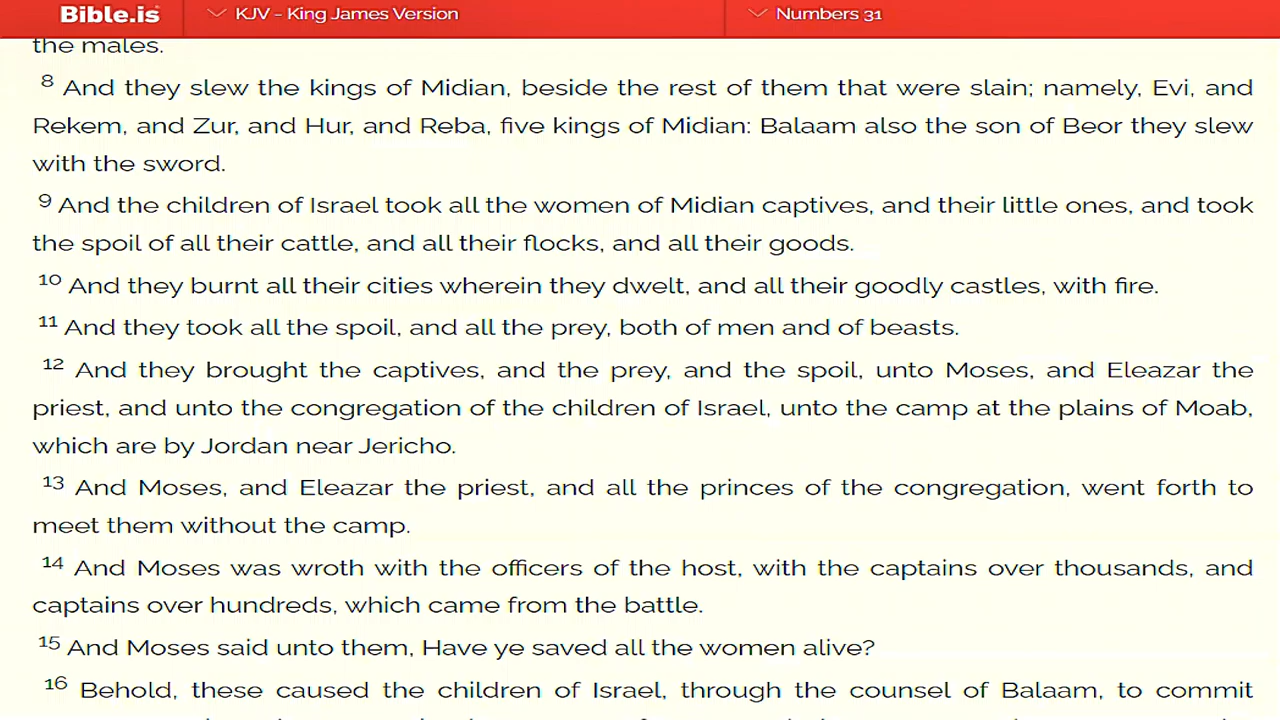 Bible.is KJV - King James Version Numbers 31
the males.
8 And they slew the kings of Midian, beside the rest of them that were slain; namely, Evi, and
Rekem, and Zur, and Hur, and Reba, five kings of Midian: Balaam also the son of Beor they slew
with the sword.
9 And the children of Israel took all the women of Midian captives, and their little ones, and took
the spoil of all their cattle, and all their flocks, and all their goods.
10 And they burnt all their cities wherein they dwelt, and all their goodly castles, with fire.
11 And they took all the spoil, and all the prey, both of men and of beasts.
12 And they brought the captives, and the prey, and the spoil, unto Moses, and Eleazar the
priest, and unto the congregation of the children of Israel, unto the camp at the plains of Moab,
which are by Jordan near Jericho.
13 And Moses, and Eleazar the priest, and all the princes of the congregation, went forth to
meet them without the camp.
14 And Moses was wroth with the officers of the host, with the captains over thousands, and
captains over hundreds, which came from the battle.
15 And Moses said unto them, Have ye saved all the women alive?
16 Behold, these caused the children of Israel, through the counsel of Balaam, to commit